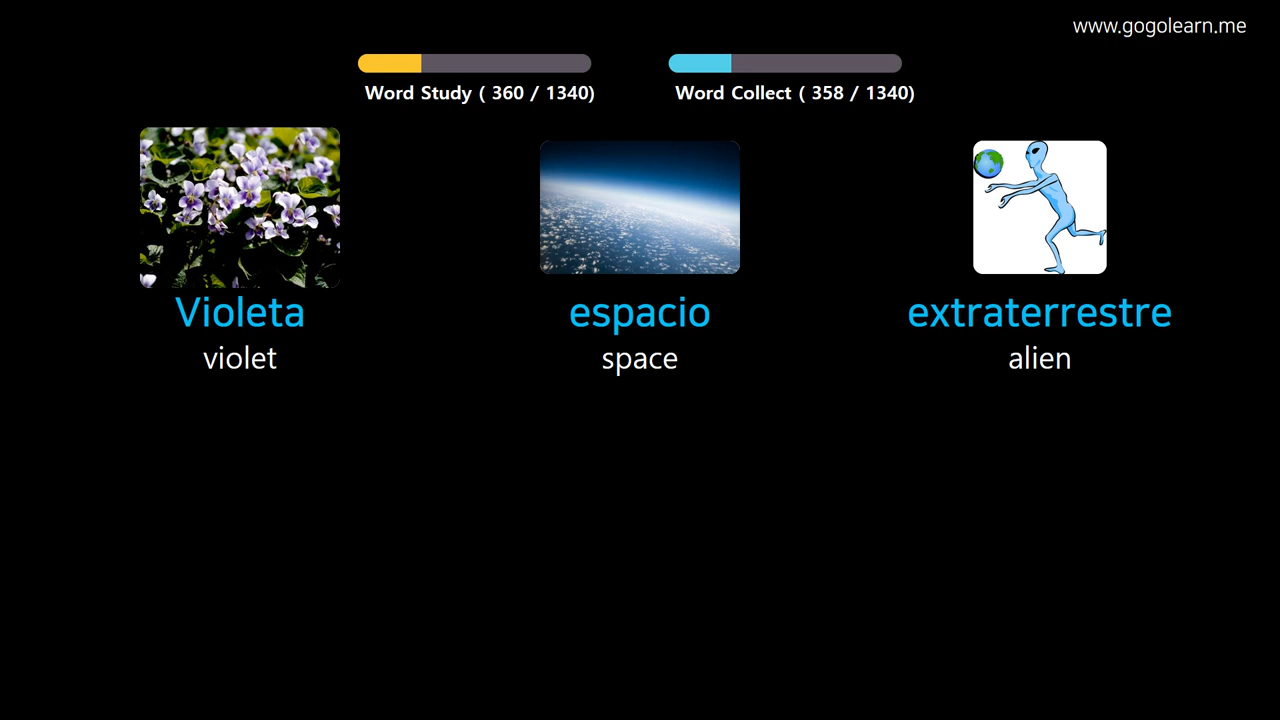 www.gogolearn.me
Word Study ( 360 / 1340)
Word Collect ( 358 / 1340)
Violeta
violet
espacio
space
extraterrestre
alien